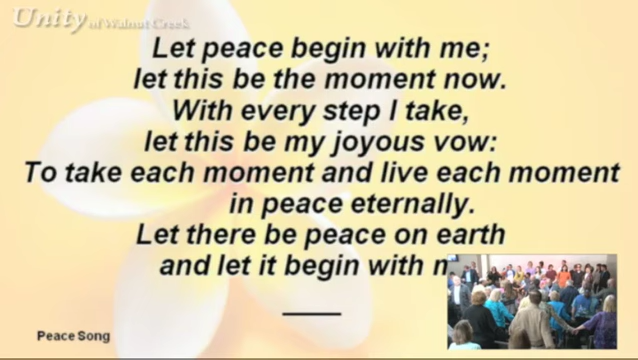 Unity of Walnut Creek
Let peace begin with me;
let this be the moment now.
With every step I take,
let this be my joyous vow:
To take each moment and live each moment
in peace eternally.
Let there be peace on earth
and let it begin with
Peace Song